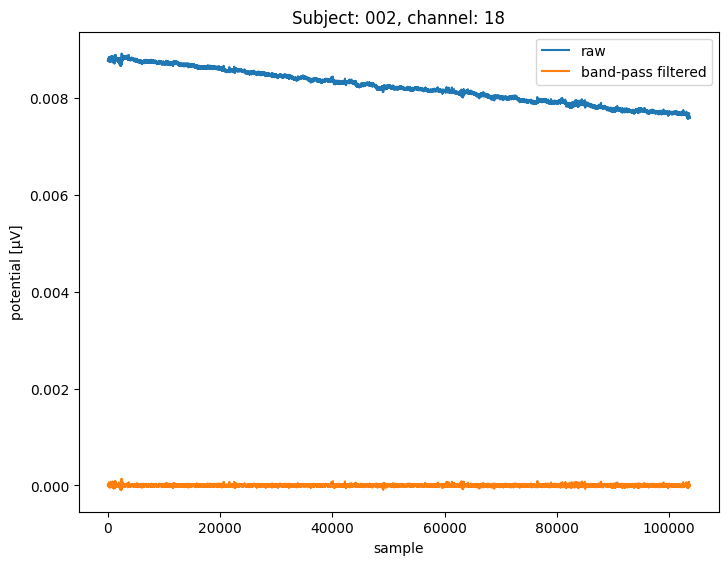 Subject: 002, channel: 18
raw
band-pass filtered
0.008
0.006
0.004
0.002
0.000
potential [µV]
0
20000
40000
60000
80000
100000
sample